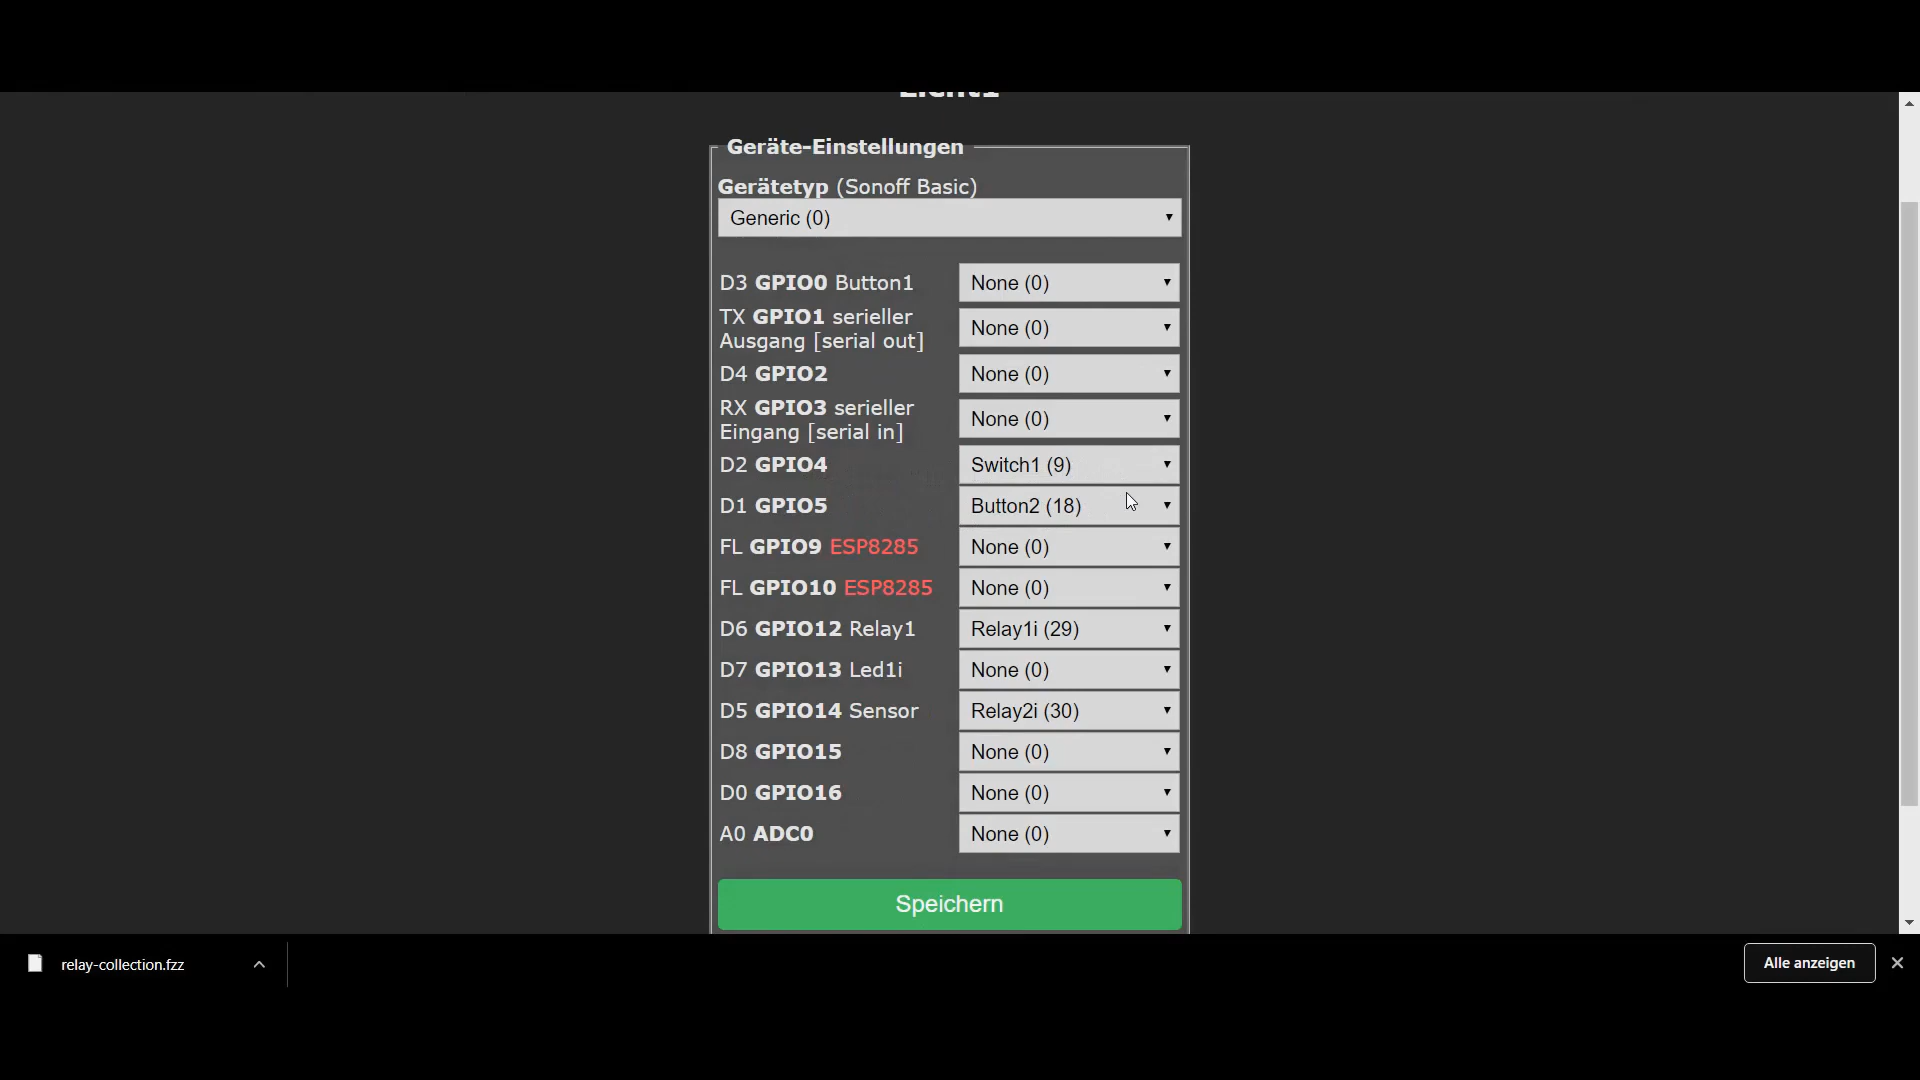 Geräte-Einstellungen
Gerätetyp (Sonoff Basic)
Generic (0)
D3 GPIO0 Button1 None (0)
TX GPIO1 serieller
Ausgang [serial out] None (0)
D4 GPIO2 None (0)
RX GPIO3 serieller
Eingang [serial in] None (0)
D2 GPIO4 Switch1 (9)
D1 GPIO5 Button2 (18)
FL GPIO9 ESP8285 None (0)
FL GPIO10 ESP8285 None (0)
D6 GPIO12 Relay1 Relay1i (29)
D7 GPIO13 Led1i None (0)
D5 GPIO14 Sensor Relay2i (30)
D8 GPIO15 None (0)
D0 GPIO16 None (0)
A0 ADC0 None (0)
Speichern
relay-collection.fzz
Alle anzeigen